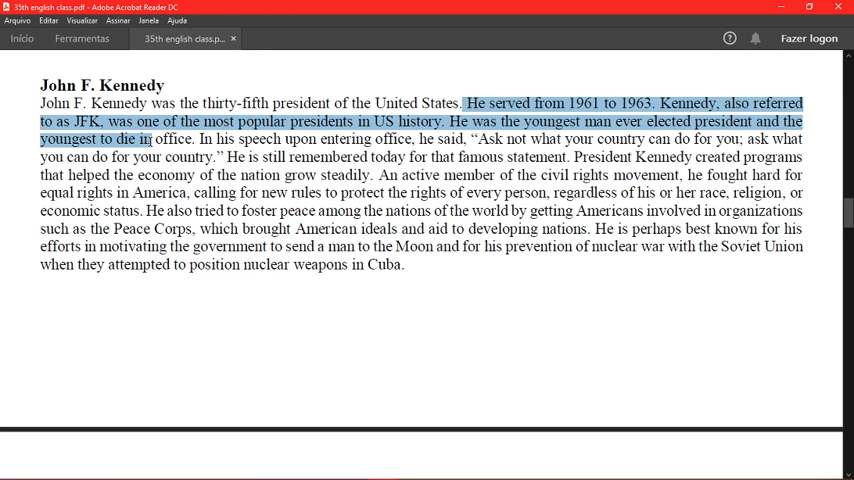 35th english class.pdf - Adobe Acrobat Reader DC
Arquivo Editar Visualizar Assinar Janela Ajuda
Início Ferramentas 35th english class.p... × Fazer logon
John F. Kennedy
John F. Kennedy was the thirty-fifth president of the United States. He served from 1961 to 1963. Kennedy, also referred
to as JFK, was one of the most popular presidents in US history. He was the youngest man ever elected president and the
youngest to die in office. In his speech upon entering office, he said, “Ask not what your country can do for you; ask what
you can do for your country.” He is still remembered today for that famous statement. President Kennedy created programs
that helped the economy of the nation grow steadily. An active member of the civil rights movement, he fought hard for
equal rights in America, calling for new rules to protect the rights of every person, regardless of his or her race, religion, or
economic status. He also tried to foster peace among the nations of the world by getting Americans involved in organizations
such as the Peace Corps, which brought American ideals and aid to developing nations. He is perhaps best known for his
efforts in motivating the government to send a man to the Moon and for his prevention of nuclear war with the Soviet Union
when they attempted to position nuclear weapons in Cuba.